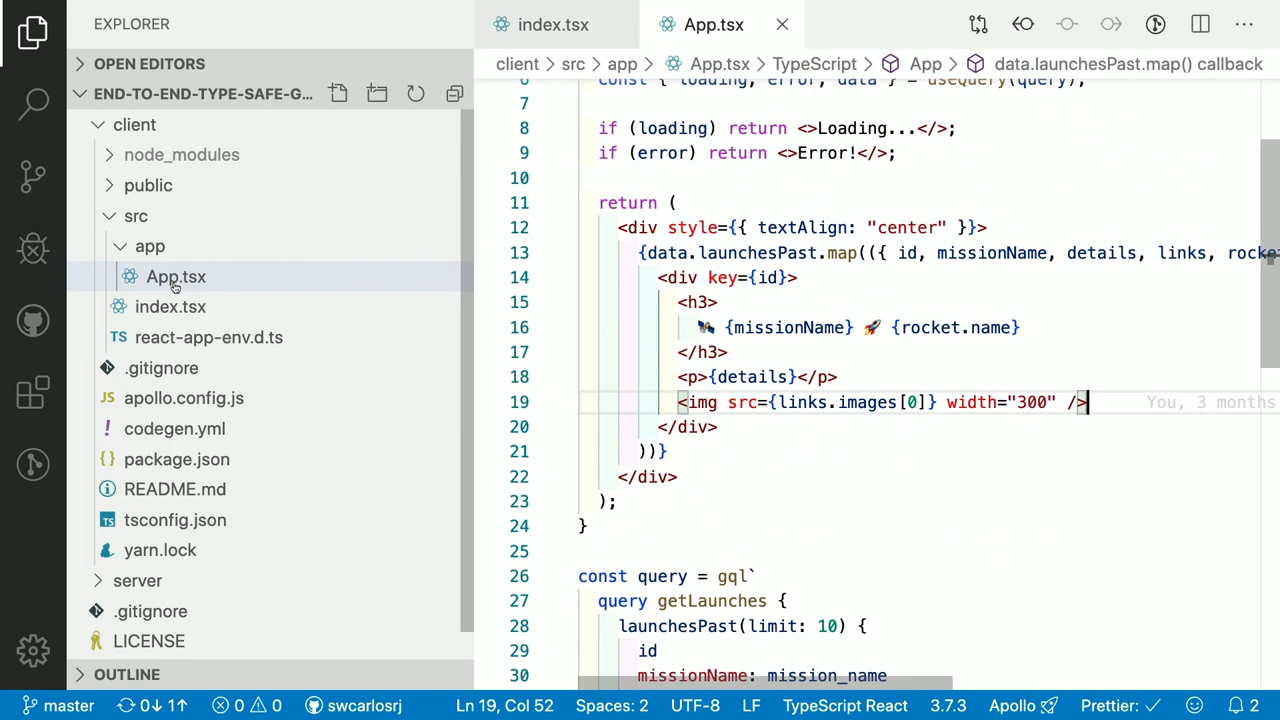 EXPLORER
OPEN EDITORS
END-TO-END-TYPE-SAFE-G...
client
node_modules
public
src
app
App.tsx
index.tsx
TS react-app-env.d.ts
.gitignore
JS apollo.config.js
! codegen.yml
{} package.json
README.md
TS tsconfig.json
yarn.lock
server
.gitignore
LICENSE
OUTLINE
index.tsx App.tsx
client > src > app > App.tsx > TypeScript > App > data.launchesPast.map() callback
6 const { loading, error, data } = useQuery(query);
7
8 if (loading) return <>Loading...</>;
9 if (error) return <>Error!</>;
10
11 return (
12 <div style={{ textAlign: "center" }}>
13 {data.launchesPast.map(({ id, missionName, details, links, rocke
14 <div key={id}>
15 <h3>
16 🛰 {missionName} 🚀 {rocket.name}
17 </h3>
18 <p>{details}</p>
19 <img src={links.images[0]} width="300" /> You, 3 months
20 </div>
21 ))}
22 </div>
23 );
24 }
25
26 const query = gql`
27 query getLaunches {
28 launchesPast(limit: 10) {
29 id
30 missionName: mission_name
master 0↓ 1↑ 0 0 swcarlosrj Ln 19, Col 52 Spaces: 2 UTF-8 LF TypeScript React 3.7.3 Apollo 🚀 Prettier: ✓ 2